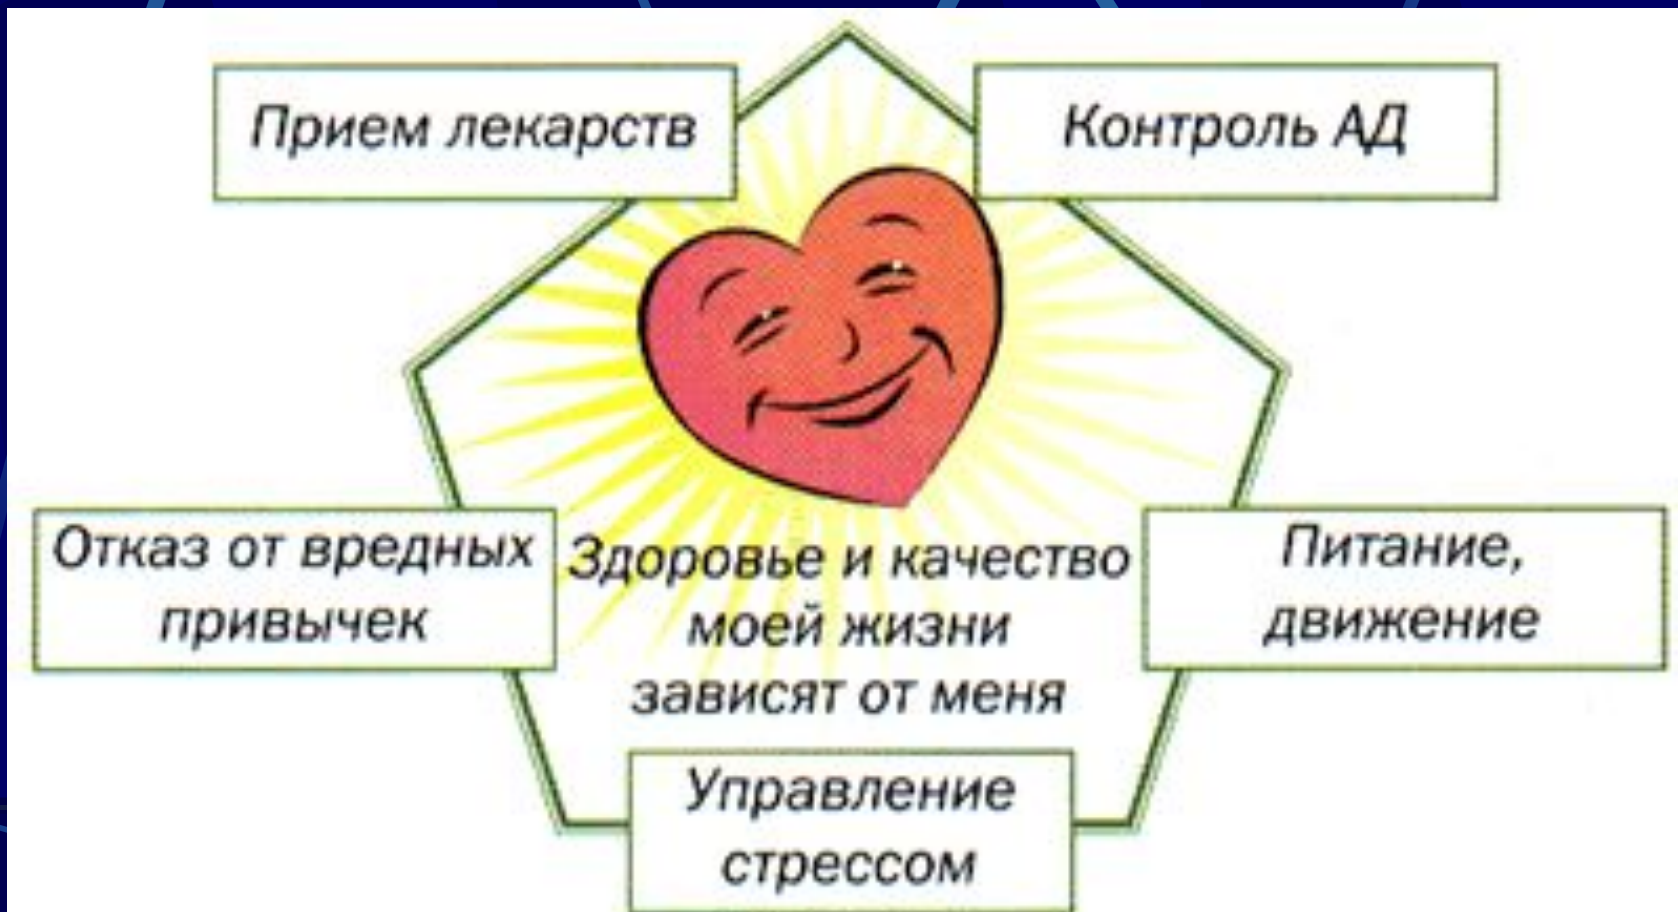 Прием лекарств
Контроль АД
Отказ от вредных
привычек
Здоровье и качество
моей жизни
зависят от меня
Питание,
движение
Управление
стрессом